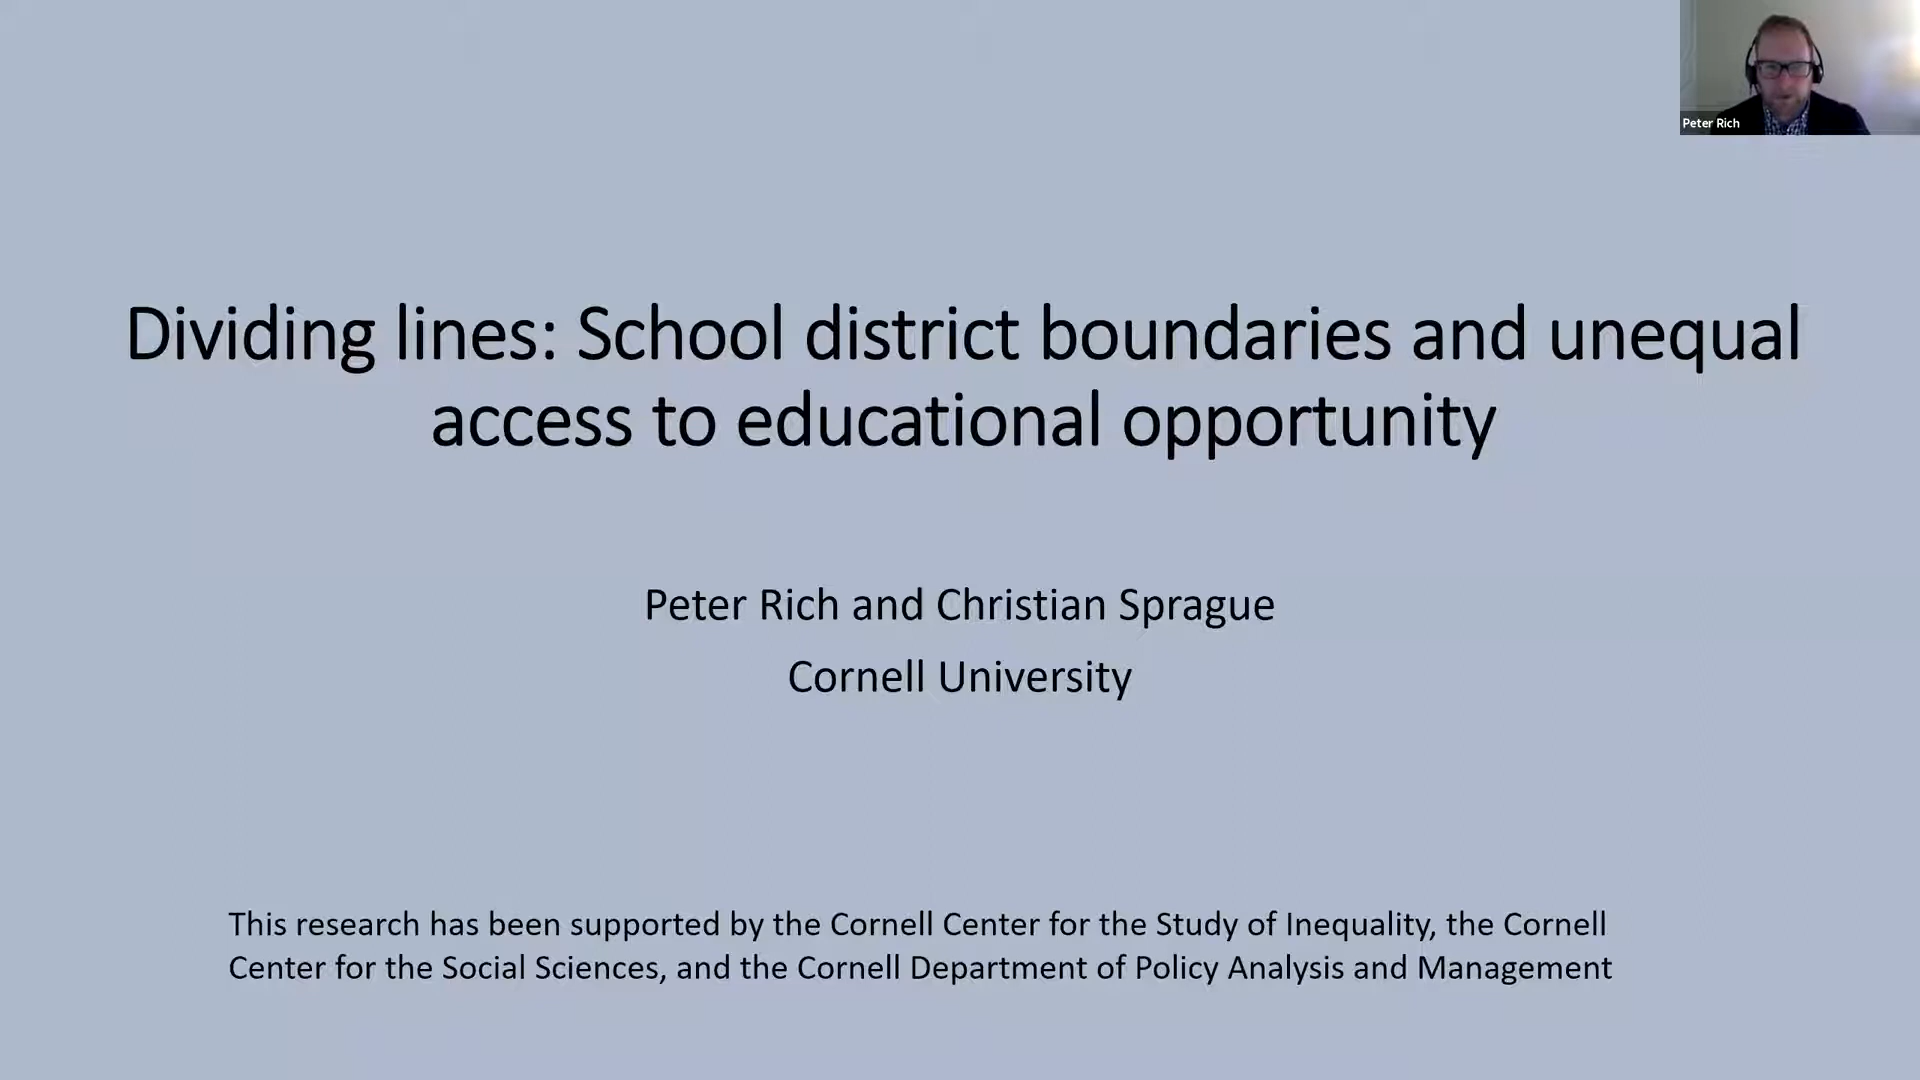 Peter Rich
Dividing lines: School district boundaries and unequal
access to educational opportunity
Peter Rich and Christian Sprague
Cornell University
This research has been supported by the Cornell Center for the Study of Inequality, the Cornell
Center for the Social Sciences, and the Cornell Department of Policy Analysis and Management